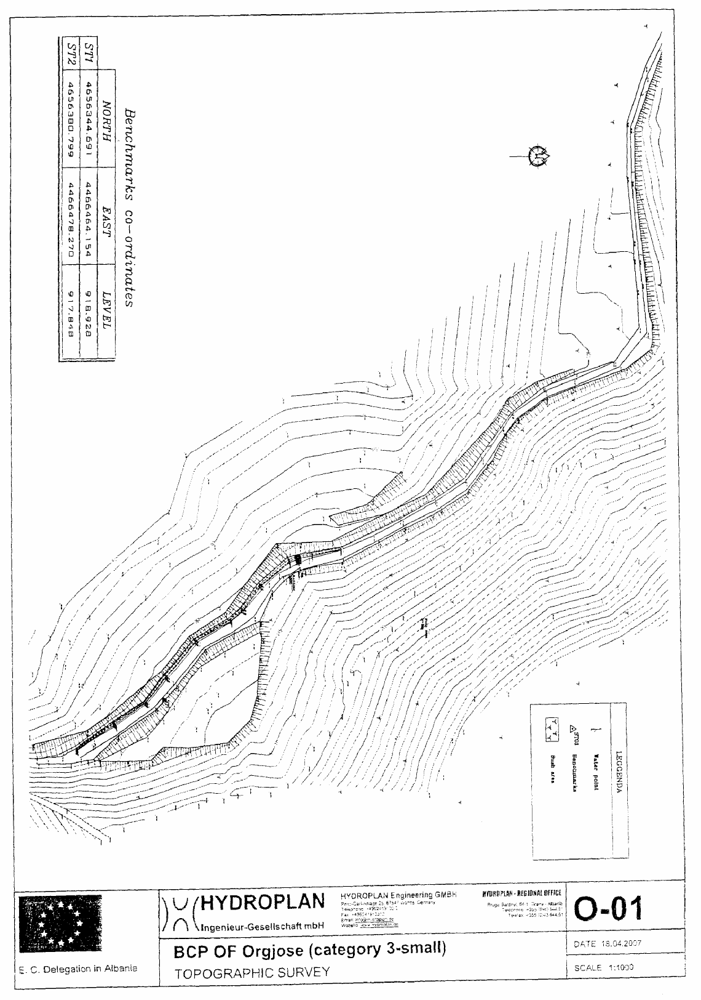 Benchmarks co-ordinates
NORTH EAST LEVEL
ST1 4656344.691 4466464.154 918.928
ST2 4656380.799 4466478.270 917.848
LEGGENDA
Water point
ST01 Benchmarks
Bush area
E. C. Delegation in Albania
HYDROPLAN
Ingenieur-Gesellschaft mbH
HYDROPLAN Engineering GMBH
HYDROPLAN - REGIONAL OFFICE
O-01
BCP OF Orgjose (category 3-small)
TOPOGRAPHIC SURVEY
DATE 18.04.2007
SCALE 1:1000